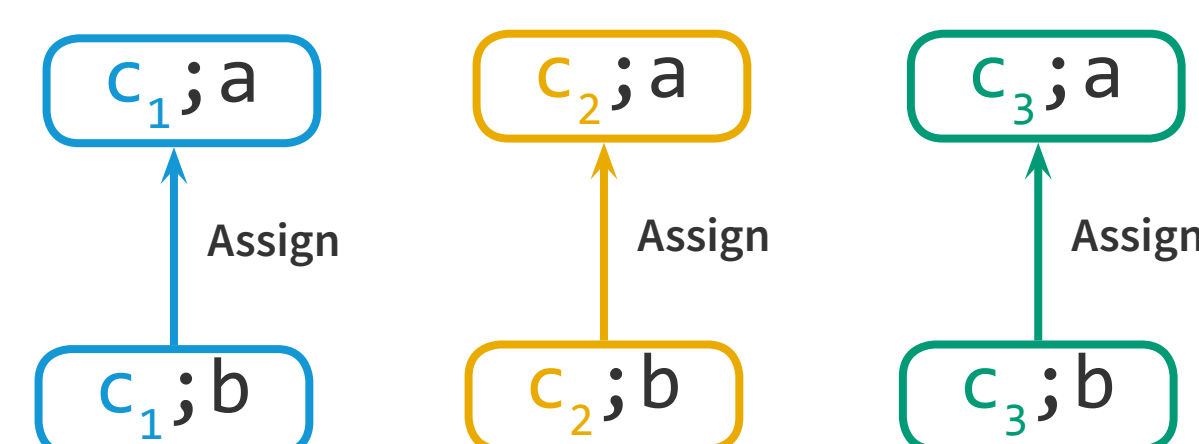 c₁;a c₂;a c₃;a
Assign Assign Assign
c₁;b c₂;b c₃;b